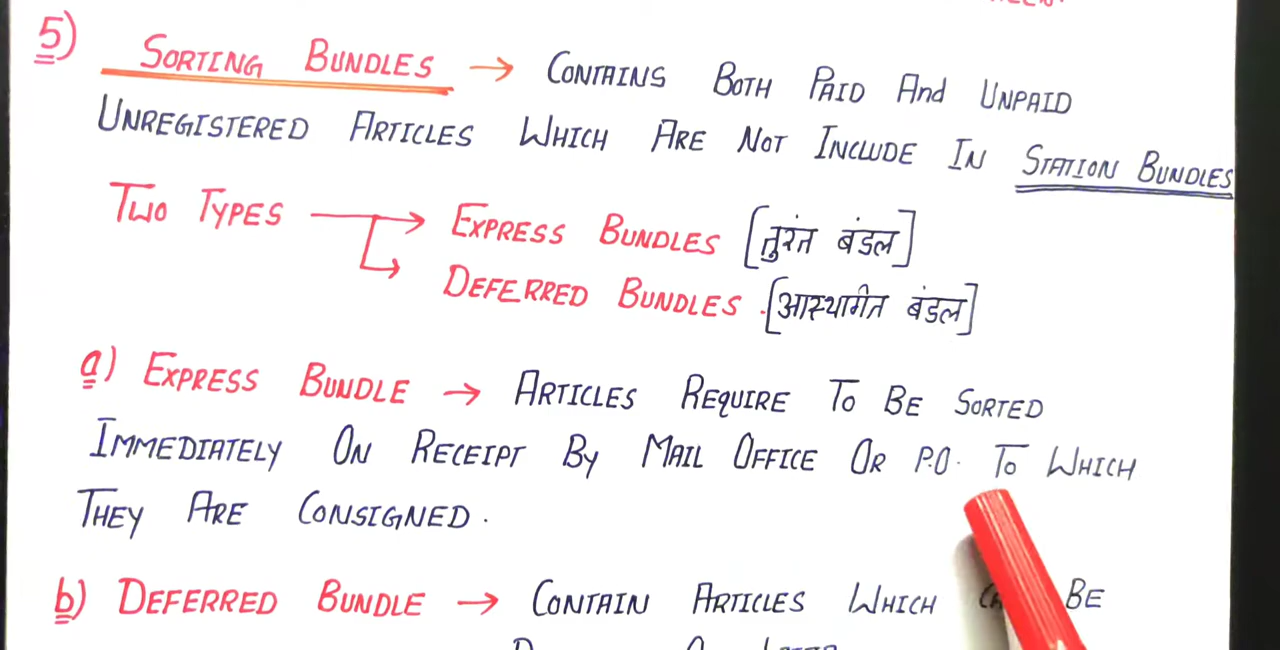 5) SORTING BUNDLES → CONTAINS BOTH PAID And UNPAID
UNREGISTERED ARTICLES WHICH ARE NOT INCLUDE IN STATION BUNDLES
TWO TYPES → EXPRESS BUNDLES [तुरंत बंडल]
DEFERRED BUNDLES. [आस्थागित बंडल]
a) EXPRESS BUNDLE → ARTICLES REQUIRE TO BE SORTED
IMMEDIATELY ON RECEIPT BY MAIL OFFICE OR P.O. TO WHICH
THEY ARE CONSIGNED.
b) DEFERRED BUNDLE → CONTAIN ARTICLES WHICH BE